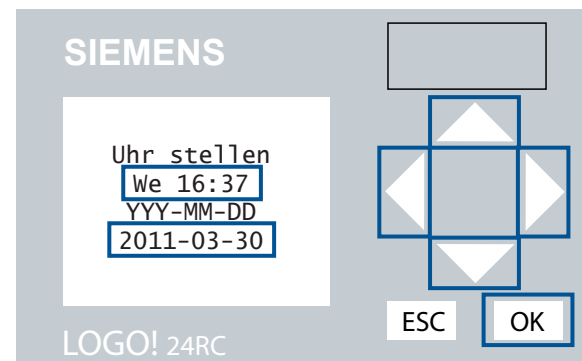 SIEMENS
Uhr stellen
We 16:37
YYY-MM-DD
2011-03-30
ESC
OK
LOGO! 24RC